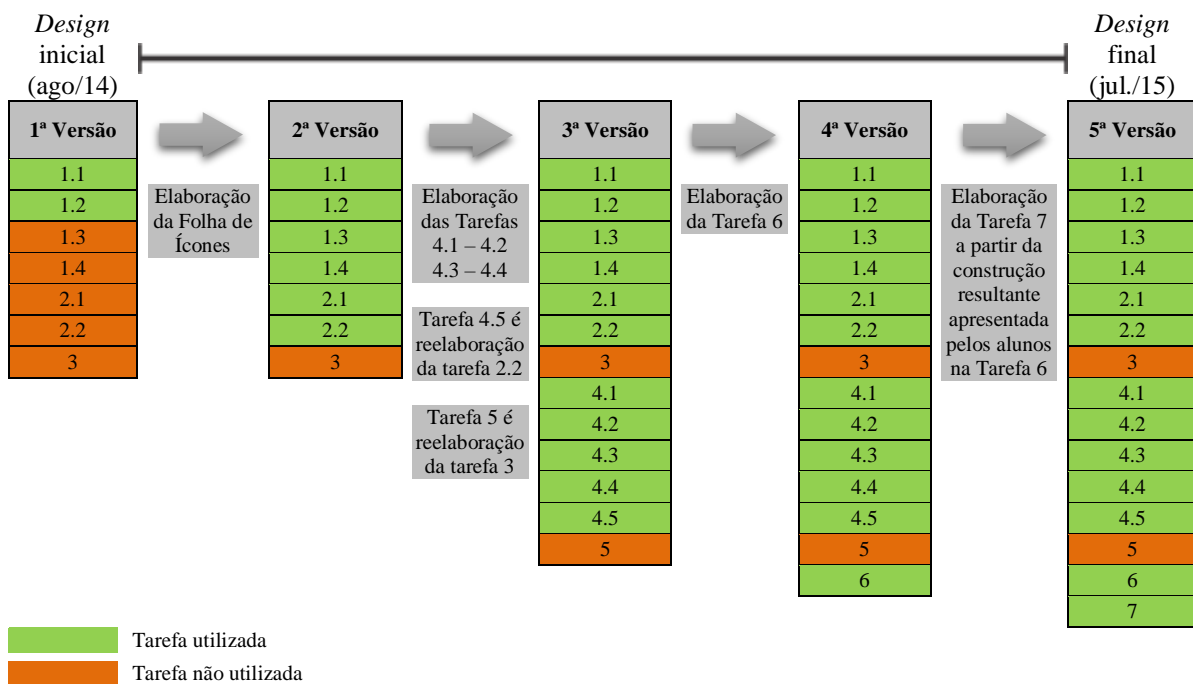 Design
inicial
(ago/14)
Design
final
(jul./15)
1ª Versão
1.1
1.2
1.3
1.4
2.1
2.2
3
Elaboração
da Folha de
Ícones
2ª Versão
1.1
1.2
1.3
1.4
2.1
2.2
3
Elaboração
das Tarefas
4.1 – 4.2
4.3 – 4.4
Tarefa 4.5 é
reelaboração
da tarefa 2.2
Tarefa 5 é
reelaboração
da tarefa 3
3ª Versão
1.1
1.2
1.3
1.4
2.1
2.2
3
4.1
4.2
4.3
4.4
4.5
5
Elaboração
da Tarefa 6
4ª Versão
1.1
1.2
1.3
1.4
2.1
2.2
3
4.1
4.2
4.3
4.4
4.5
5
6
Elaboração
da Tarefa 7
a partir da
construção
resultante
apresentada
pelos alunos
na Tarefa 6
5ª Versão
1.1
1.2
1.3
1.4
2.1
2.2
3
4.1
4.2
4.3
4.4
4.5
5
6
7
Tarefa utilizada
Tarefa não utilizada